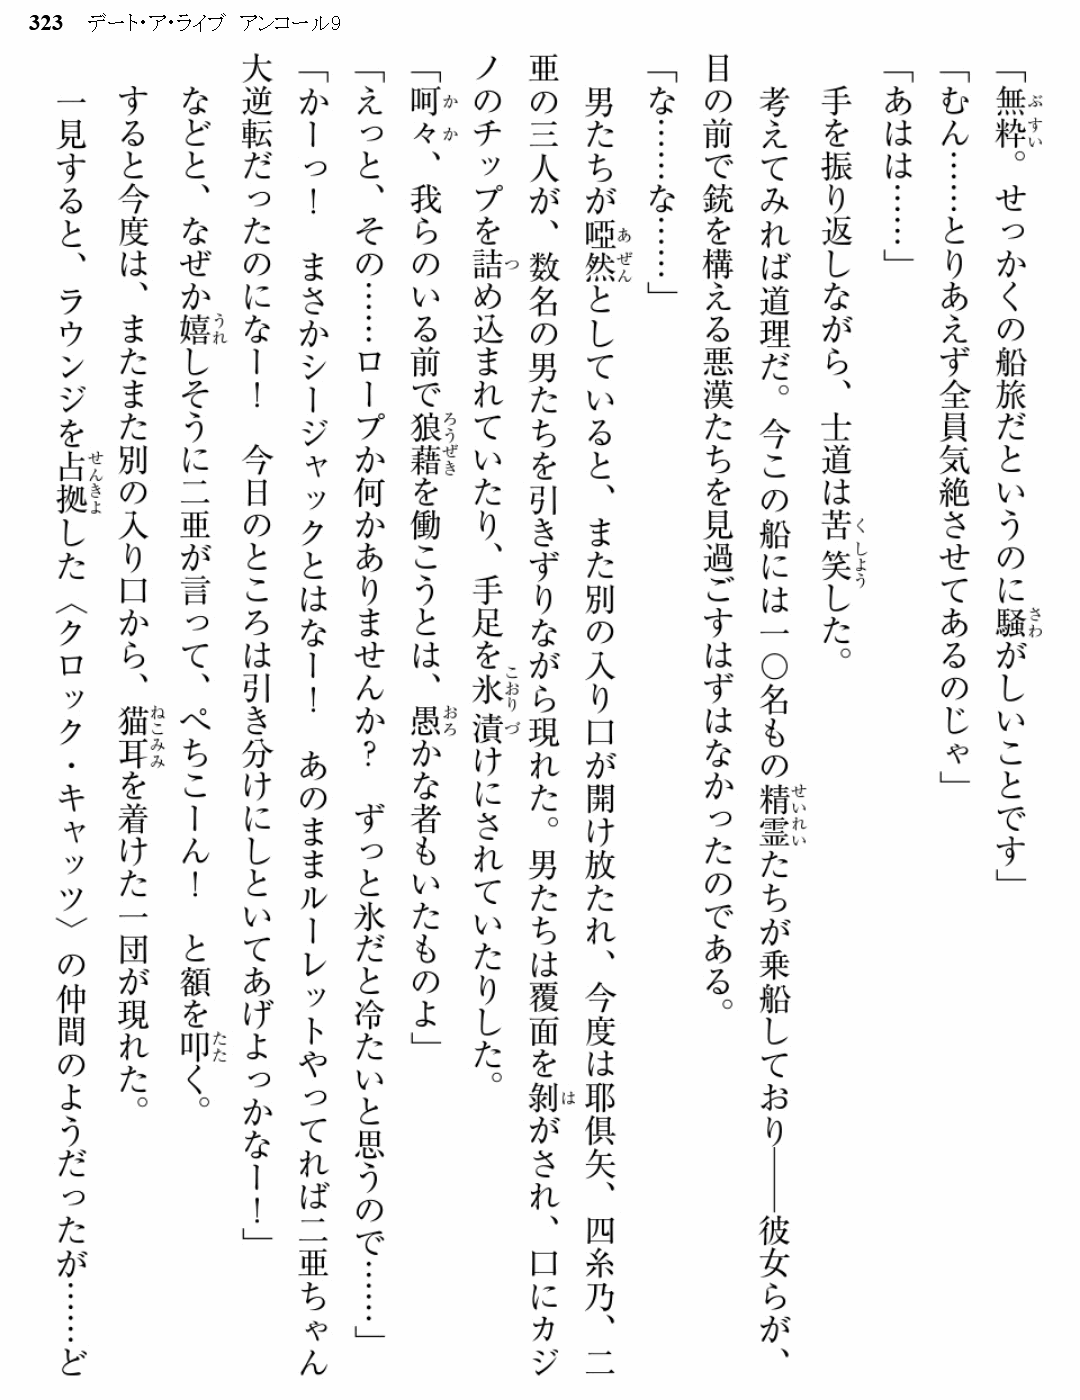 323 デート・ア・ライブ アンコール9
「無粋。せっかくの船旅だというのに騒がしいことです」
「むん……とりあえず全員気絶させてあるのじゃ」
「あはは……」
手を振り返しながら、士道は苦笑した。
考えてみれば道理だ。今この船には一〇名もの精霊たちが乗船しており――彼女らが、
目の前で銃を構える悪漢たちを見過ごすはずはなかったのである。
「な……な……」
男たちが啞然としていると、また別の入り口が開け放たれ、今度は耶倶矢、四糸乃、二
亜の三人が、数名の男たちを引きずりながら現れた。男たちは覆面を剝がされ、口にカジ
ノのチップを詰め込まれていたり、手足を氷漬けにされていたりした。
「呵々、我らのいる前で狼藉を働こうとは、愚かな者もいたものよ」
「えっと、その……ロープか何かありませんか? ずっと氷だと冷たいと思うので……」
「かーっ! まさかシージャックとはなー! あのままルーレットやってれば二亜ちゃん
大逆転だったのになー! 今日のところは引き分けにしといてあげよっかなー!」
などと、なぜか嬉しそうに二亜が言って、ぺちこーん! と額を叩く。
すると今度は、またまた別の入り口から、猫耳を着けた一団が現れた。
一見すると、ラウンジを占拠した〈クロック・キャッツ〉の仲間のようだったが……ど